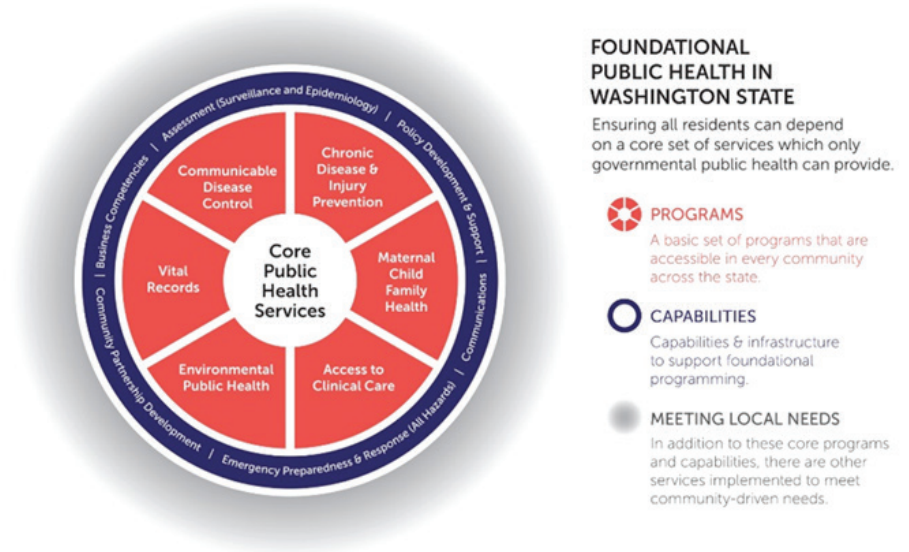 Assessment (Surveillance and Epidemiology) |
Policy Development & Support |
Communications |
Emergency Preparedness & Response (All Hazards) |
Community Partnership Development |
Business Competencies |
Communicable
Disease
Control
Chronic
Disease &
Injury
Prevention
Vital
Records
Core
Public
Health
Services
Maternal
Child
Family
Health
Environmental
Public Health
Access to
Clinical Care
FOUNDATIONAL
PUBLIC HEALTH IN
WASHINGTON STATE
Ensuring all residents can depend
on a core set of services which only
governmental public health can provide.
PROGRAMS
A basic set of programs that are
accessible in every community
across the state.
CAPABILITIES
Capabilities & infrastructure
to support foundational
programming.
MEETING LOCAL NEEDS
In addition to these core programs
and capabilities, there are other
services implemented to meet
community-driven needs.